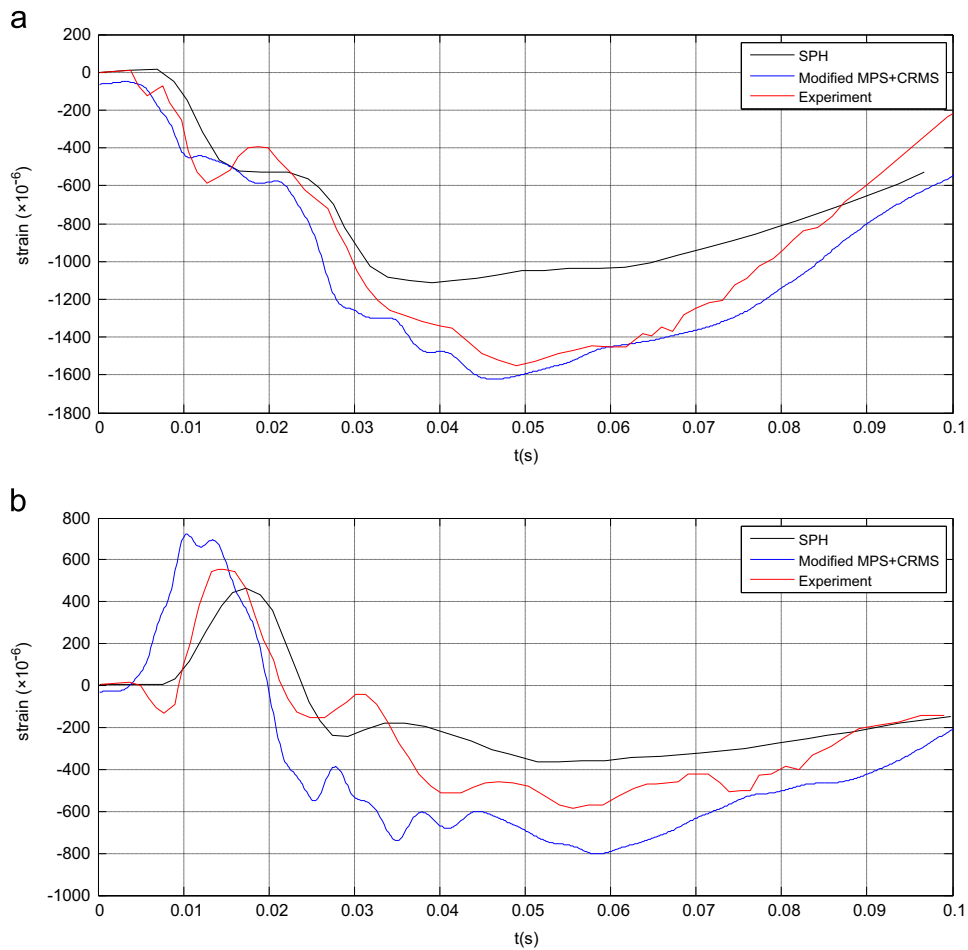 a
200
0
-200
-400
-600
-800
-1000
-1200
-1400
-1600
-1800
strain (×10⁻⁶)
SPH
Modified MPS+CRMS
Experiment
0 0.01 0.02 0.03 0.04 0.05 0.06 0.07 0.08 0.09 0.1
t(s)
b
800
600
400
200
0
-200
-400
-600
-800
-1000
strain (×10⁻⁶)
SPH
Modified MPS+CRMS
Experiment
0 0.01 0.02 0.03 0.04 0.05 0.06 0.07 0.08 0.09 0.1
t(s)